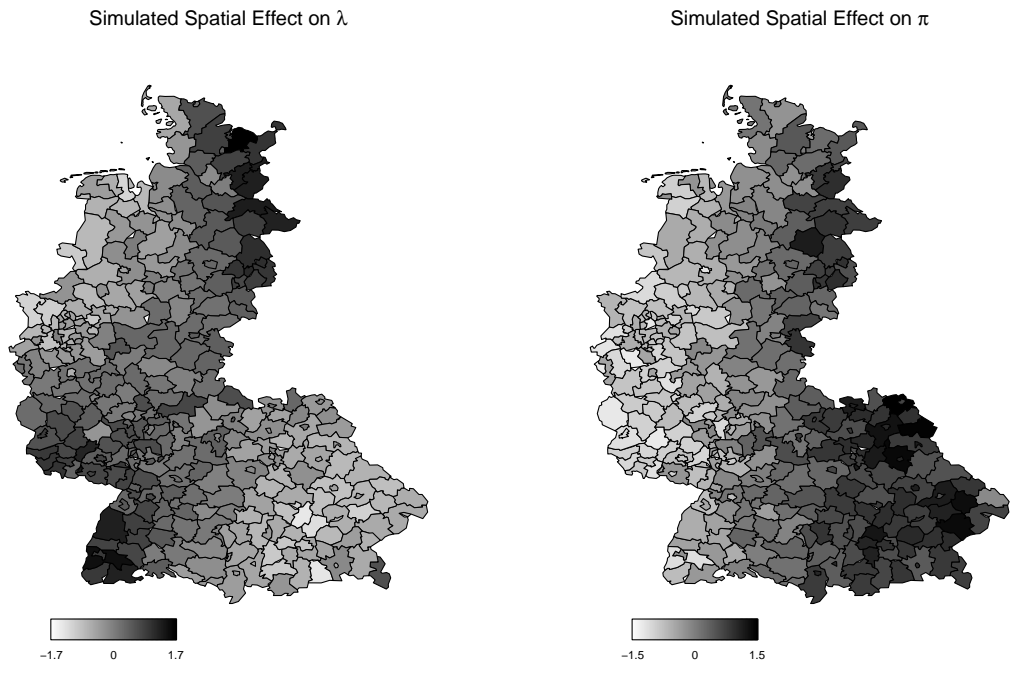 Simulated Spatial Effect on λ
Simulated Spatial Effect on π
−1.7 0 1.7
−1.5 0 1.5